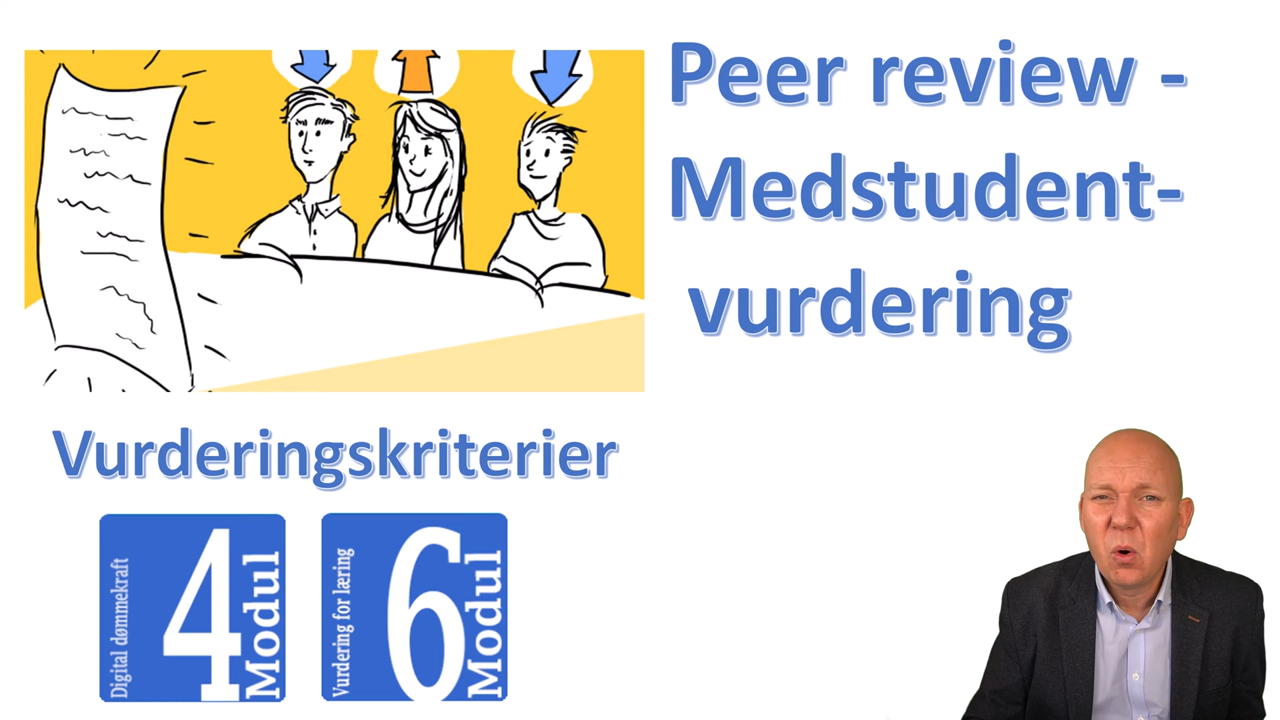 Peer review -
Medstudent-
vurdering
Vurderingskriterier
Digital dømmekraft
4
Modul
Vurdering for læring
6
Modul